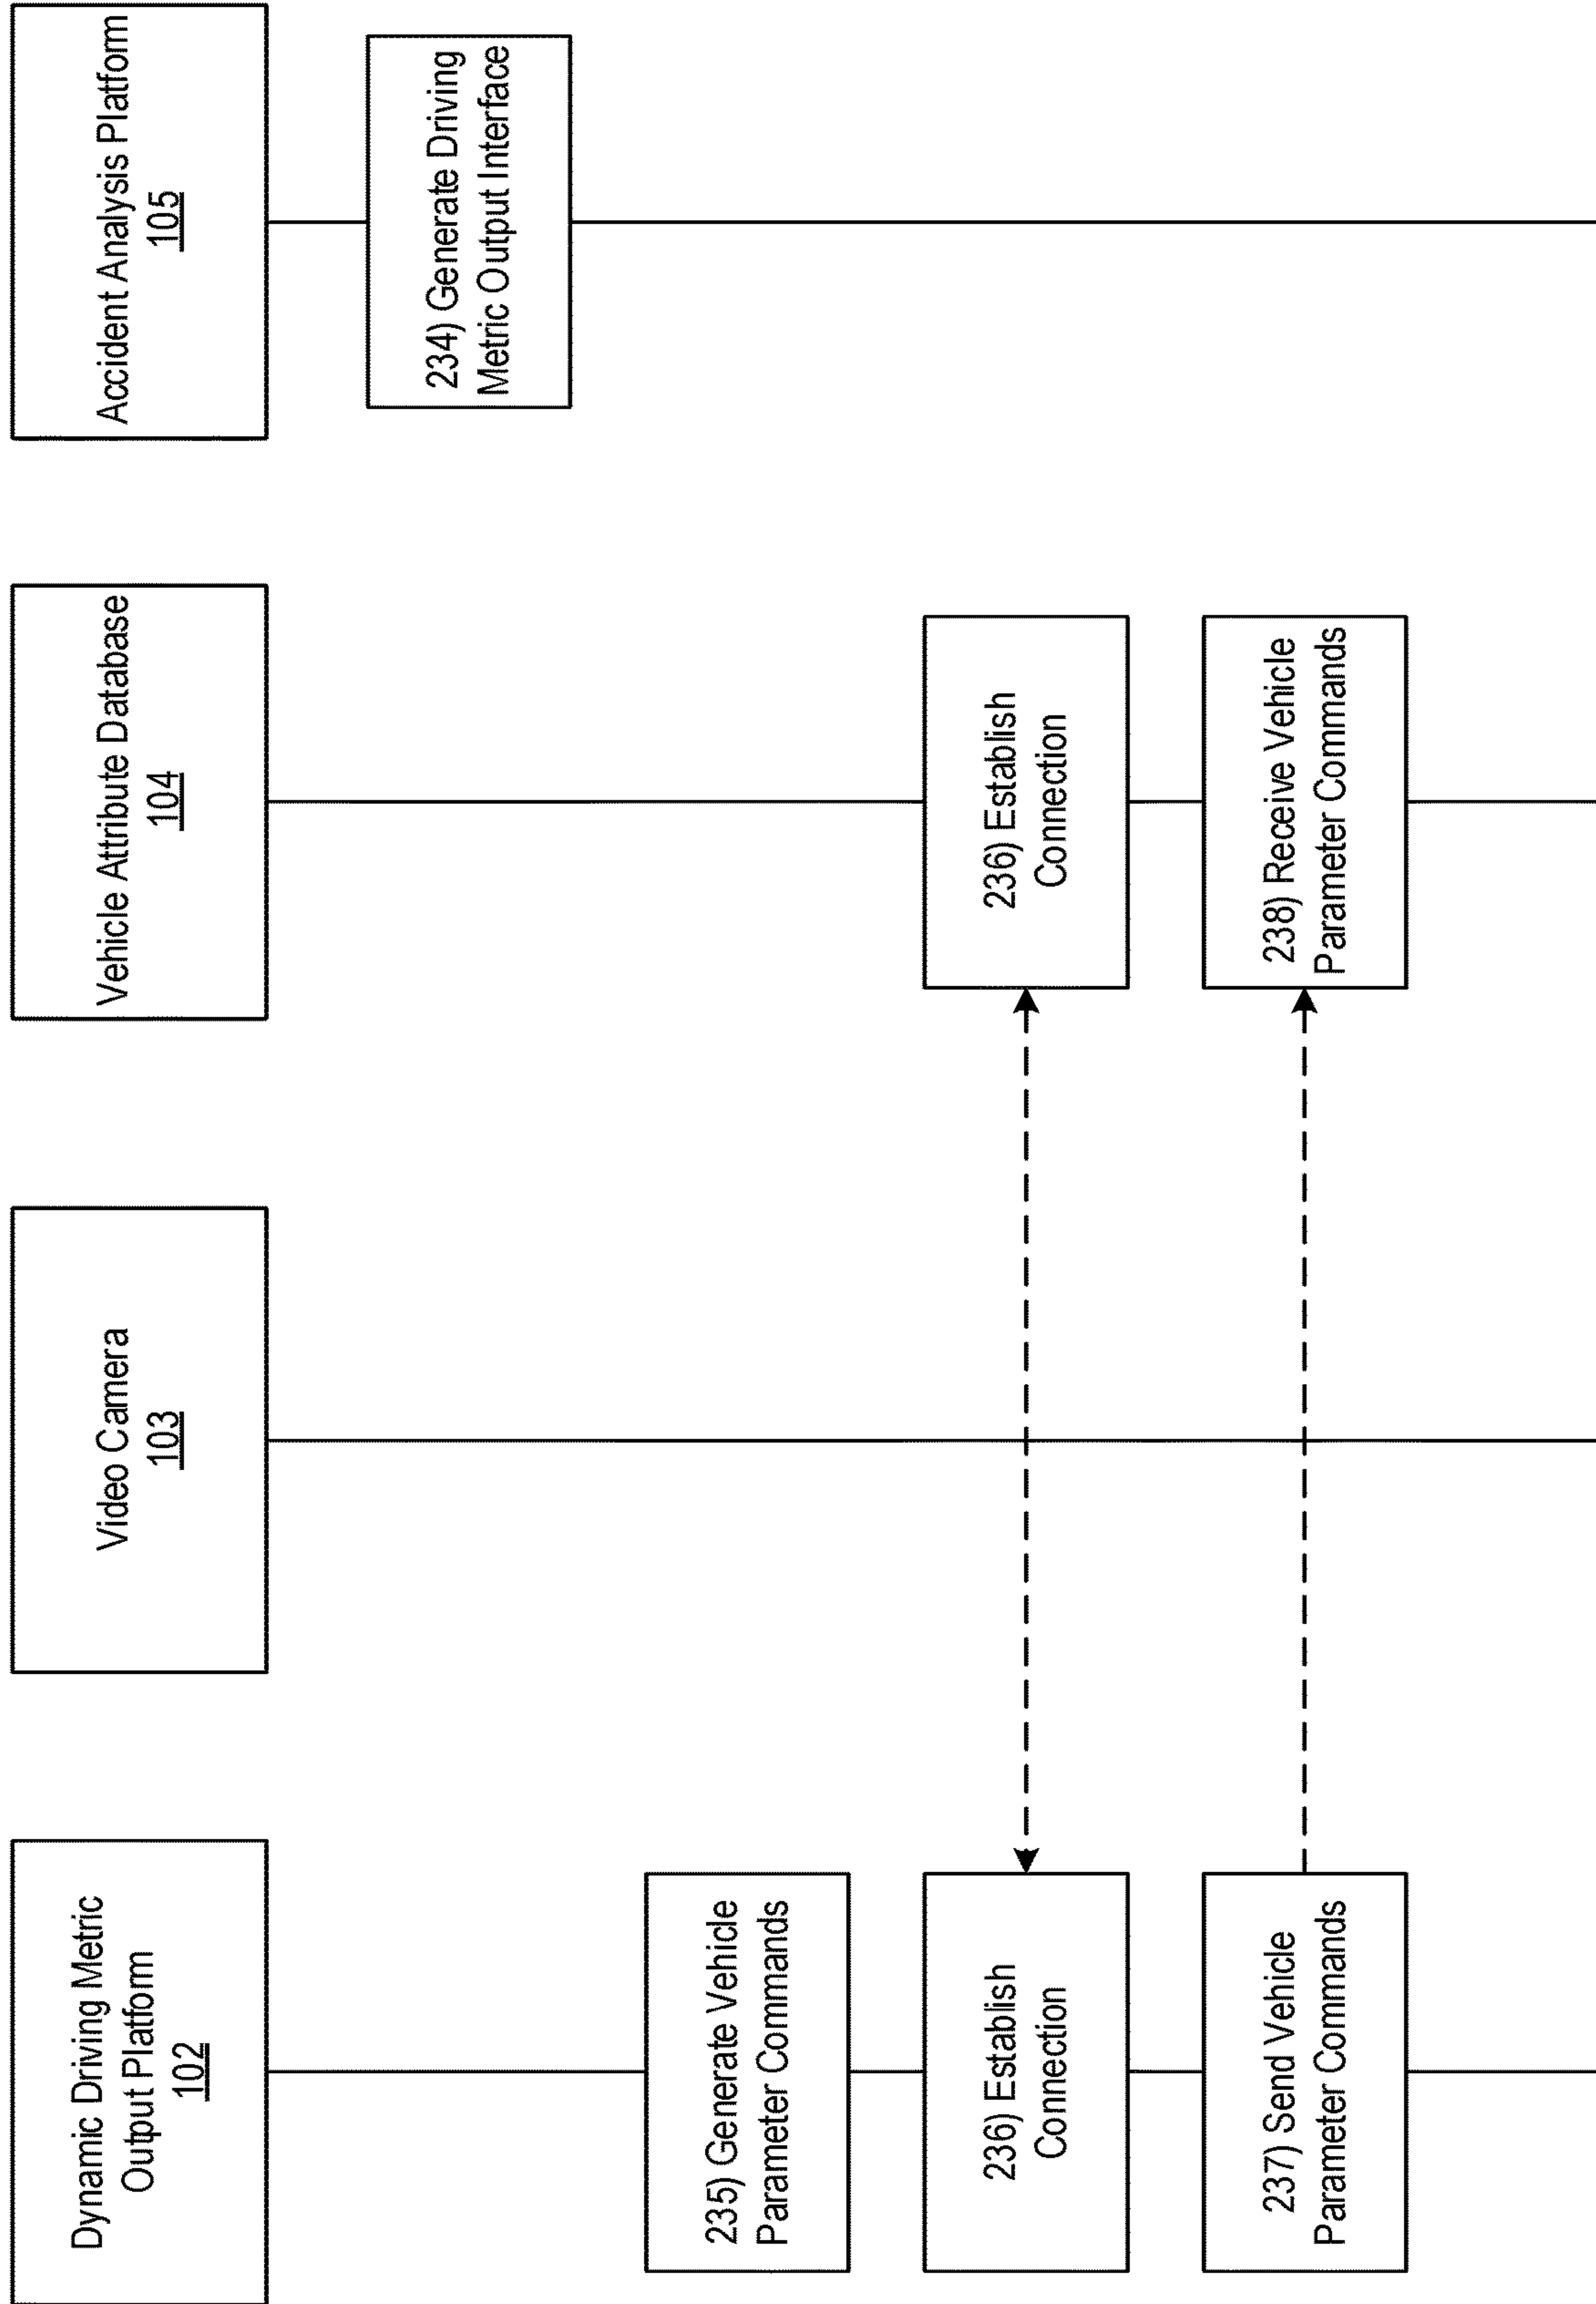 Dynamic Driving Metric
Output Platform
102
Video Camera
103
Vehicle Attribute Database
104
Accident Analysis Platform
105
234) Generate Driving
Metric Output Interface
235) Generate Vehicle
Parameter Commands
236) Establish
Connection
236) Establish
Connection
237) Send Vehicle
Parameter Commands
238) Receive Vehicle
Parameter Commands